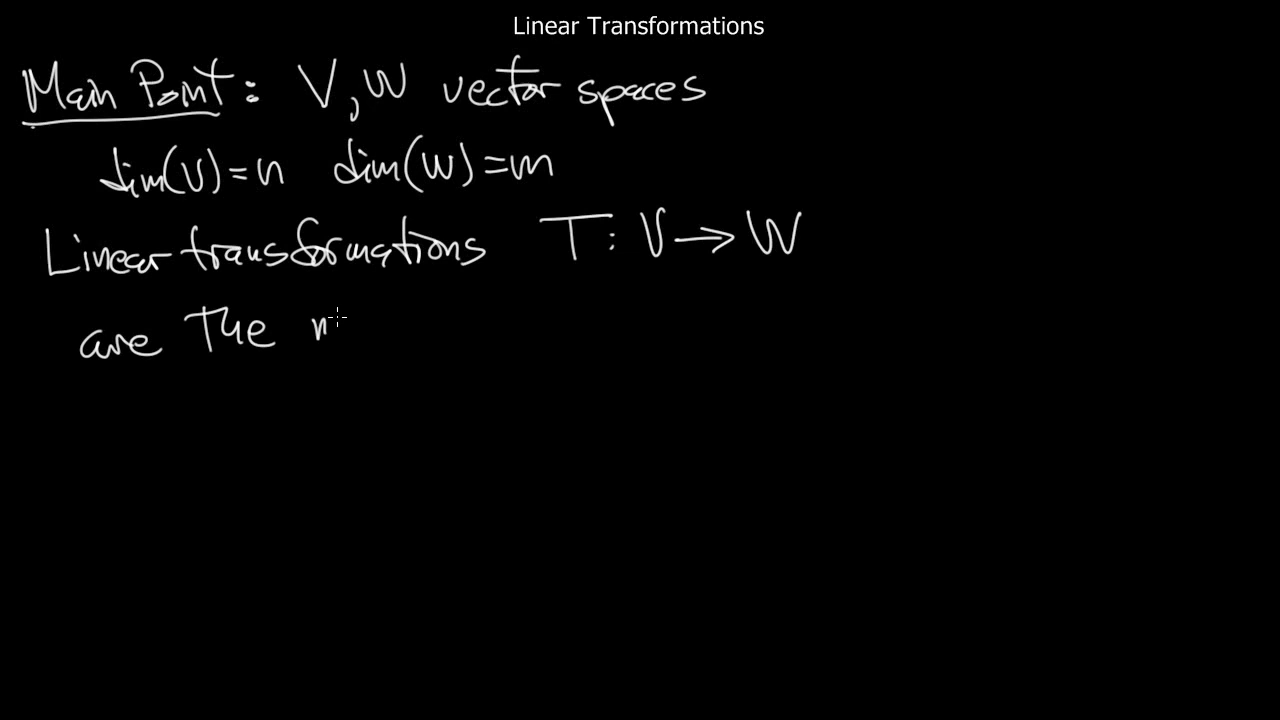 Linear Transformations
Main Point: V, W vector spaces
dim(V)=n dim(W)=m
Linear transformations T: V→W
are the